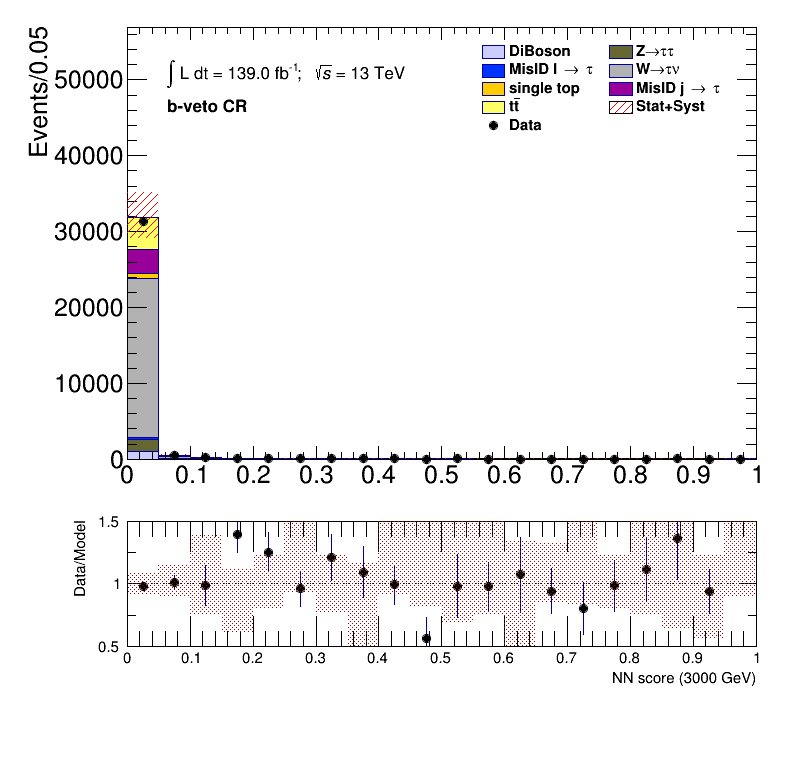 Events/0.05
50000
40000
30000
20000
10000
0
∫ L dt = 139.0 fb⁻¹; √s = 13 TeV
b-veto CR
DiBoson
MisID l → τ
single top
tt̄
Data
Z→ττ
W→τν
MisID j → τ
Stat+Syst
0 0.1 0.2 0.3 0.4 0.5 0.6 0.7 0.8 0.9 1
Data/Model
1.5
1
0.5
0 0.1 0.2 0.3 0.4 0.5 0.6 0.7 0.8 0.9 1
NN score (3000 GeV)